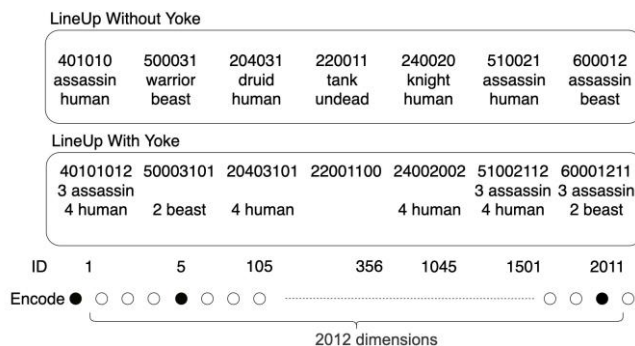 LineUp Without Yoke
401010 500031 204031 220011 240020 510021 600012
assassin warrior druid tank knight assassin assassin
human beast human undead human human beast
LineUp With Yoke
40101012 50003101 20403101 22001100 24002002 51002112 60001211
3 assassin 3 assassin 3 assassin
4 human 2 beast 4 human 4 human 4 human 2 beast
ID 1 5 105 356 1045 1501 2011
Encode
2012 dimensions